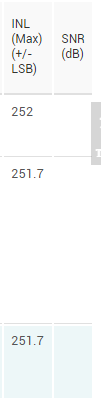 INL
(Max)
(+/-
LSB)
SNR
(dB)
252
251.7
251.7